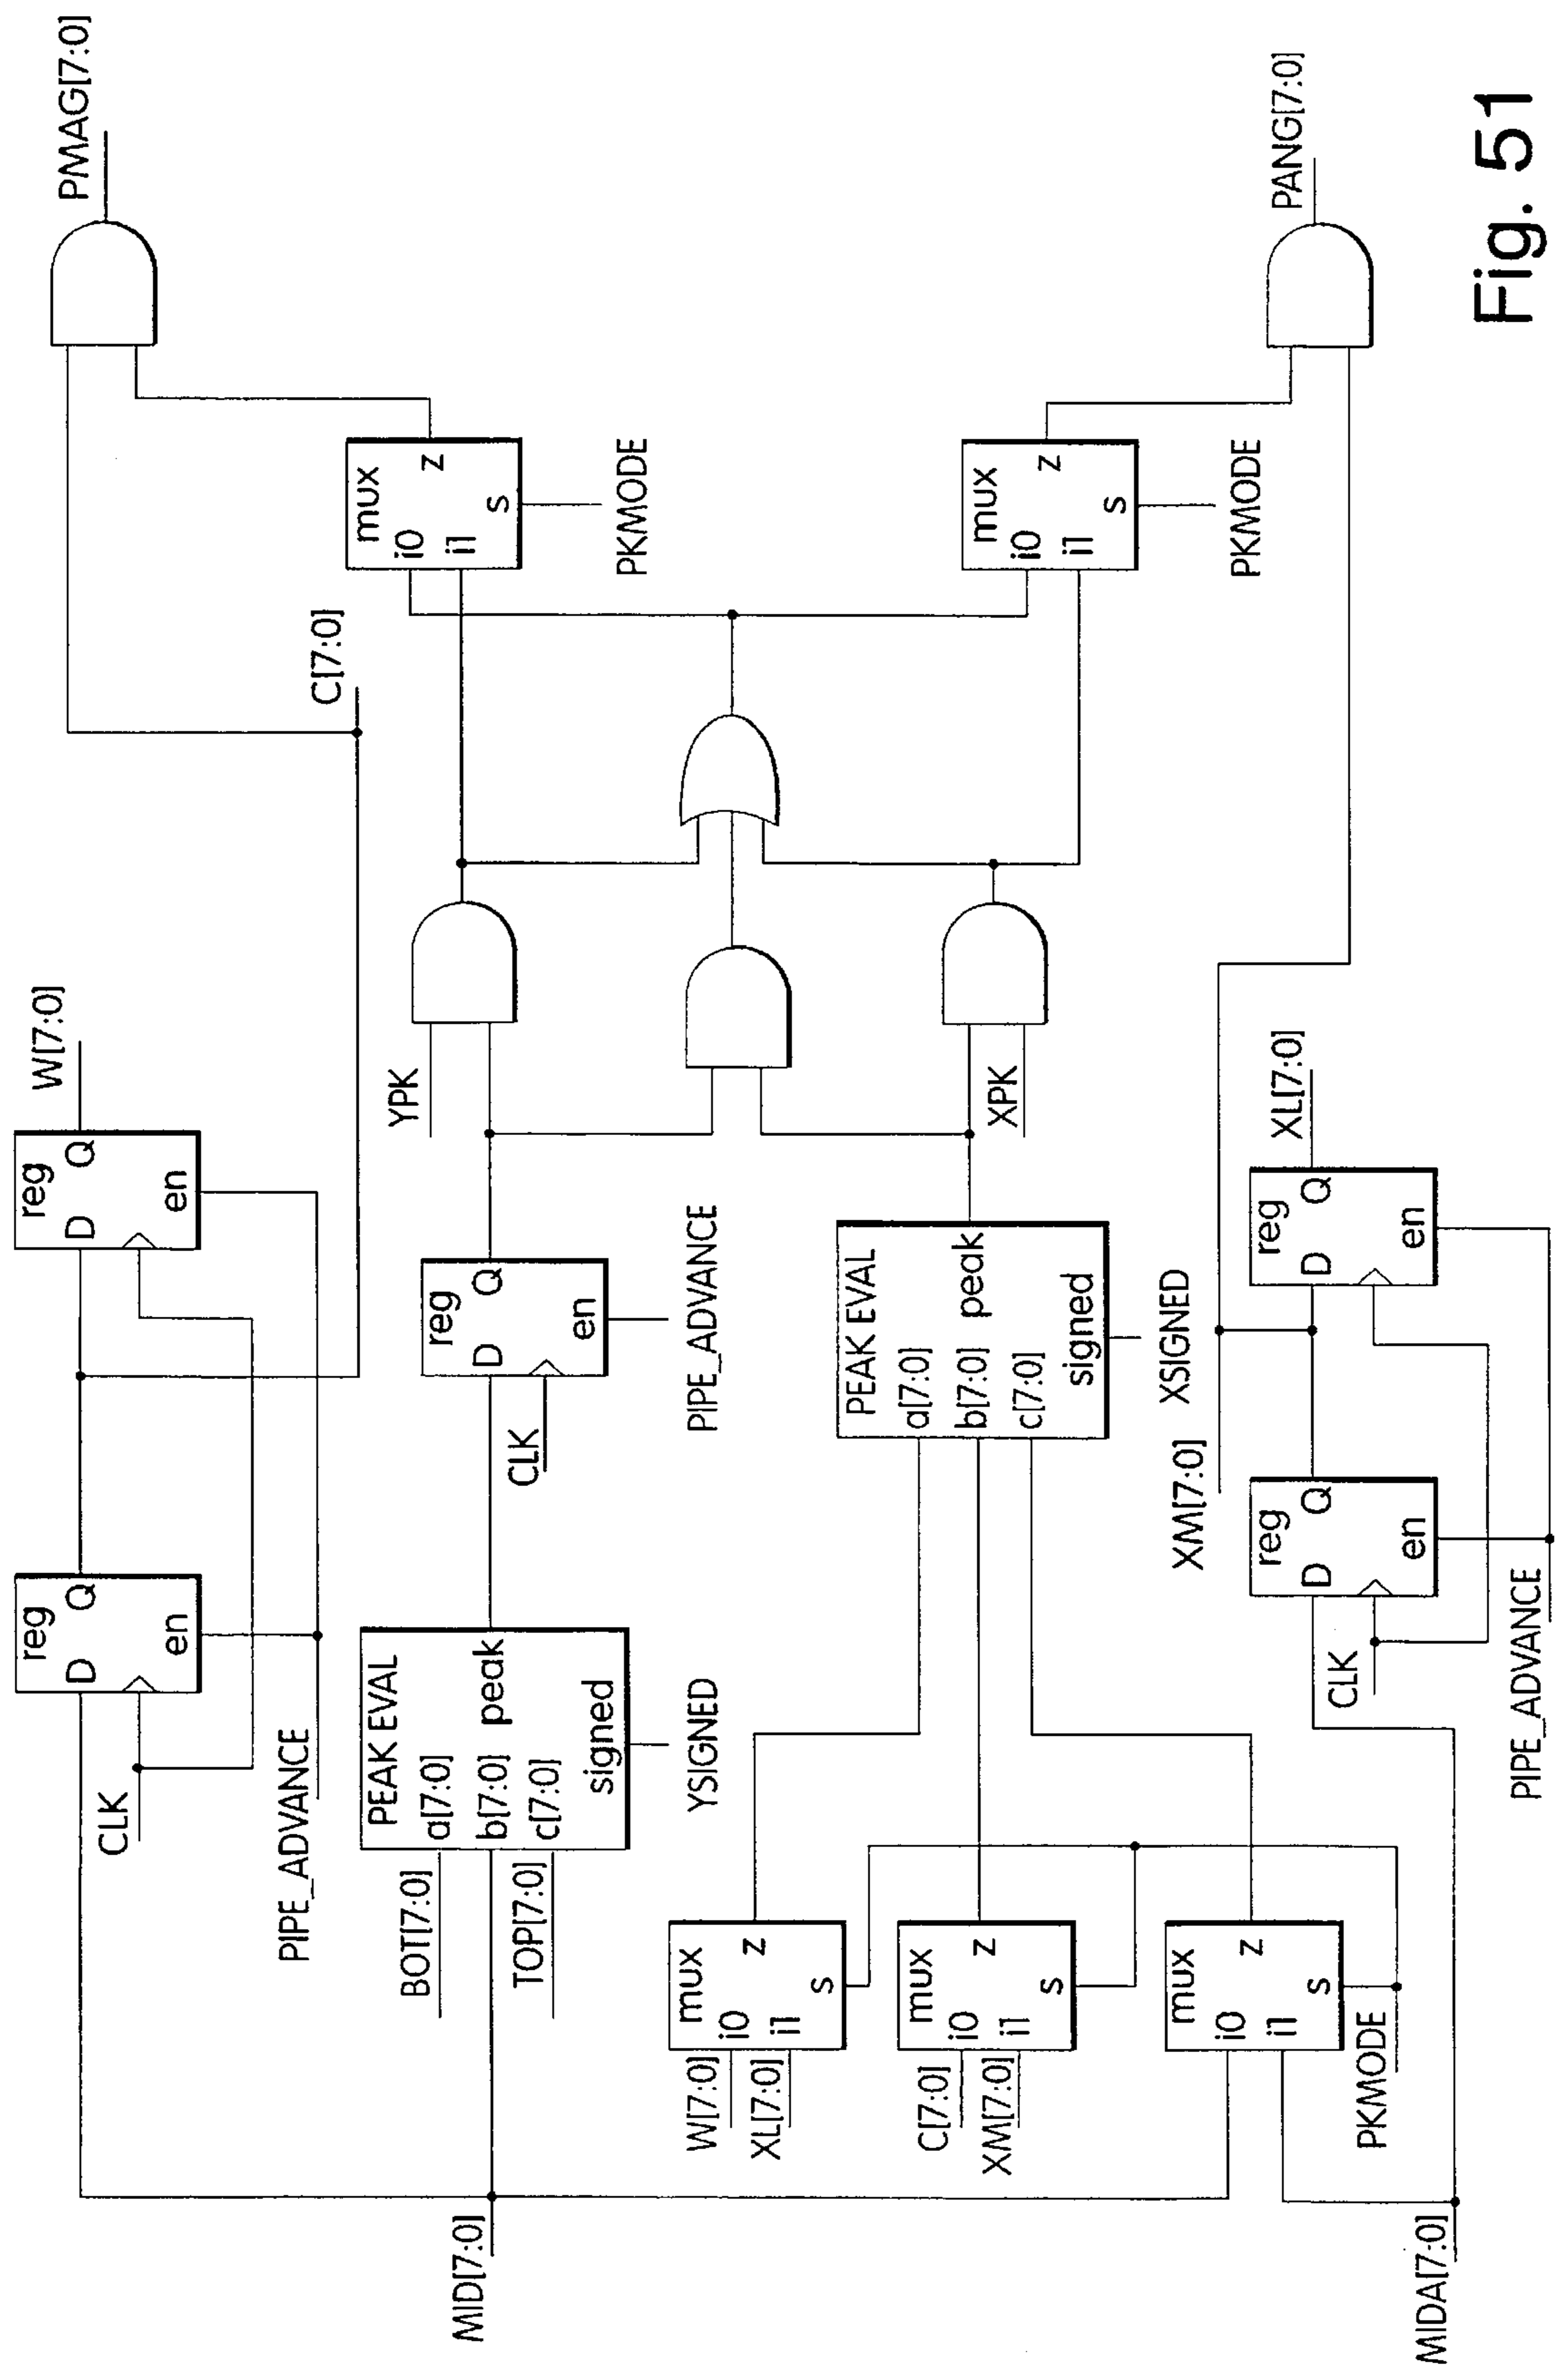 PMAG[7:0]
PANG[7:0]
Fig. 51
mux
i0
i1
z
s
PKMODE
mux
i0
i1
z
s
PKMODE
C[7:0]
W[7:0]
reg
D
Q
en
reg
D
Q
en
CLK
PIPE_ADVANCE
YPK
XPK
reg
D
Q
en
CLK
PIPE_ADVANCE
PEAK EVAL
a[7:0]
b[7:0]
peak
c[7:0]
signed
YSIGNED
BOT[7:0]
TOP[7:0]
MID[7:0]
PEAK EVAL
a[7:0]
b[7:0]
peak
c[7:0]
signed
XSIGNED
mux
i0
i1
z
s
W[7:0]
XL[7:0]
mux
i0
i1
z
s
C[7:0]
XM[7:0]
mux
i0
i1
z
s
PKMODE
MIDA[7:0]
XM[7:0]
XL[7:0]
reg
D
Q
en
reg
D
Q
en
CLK
PIPE_ADVANCE